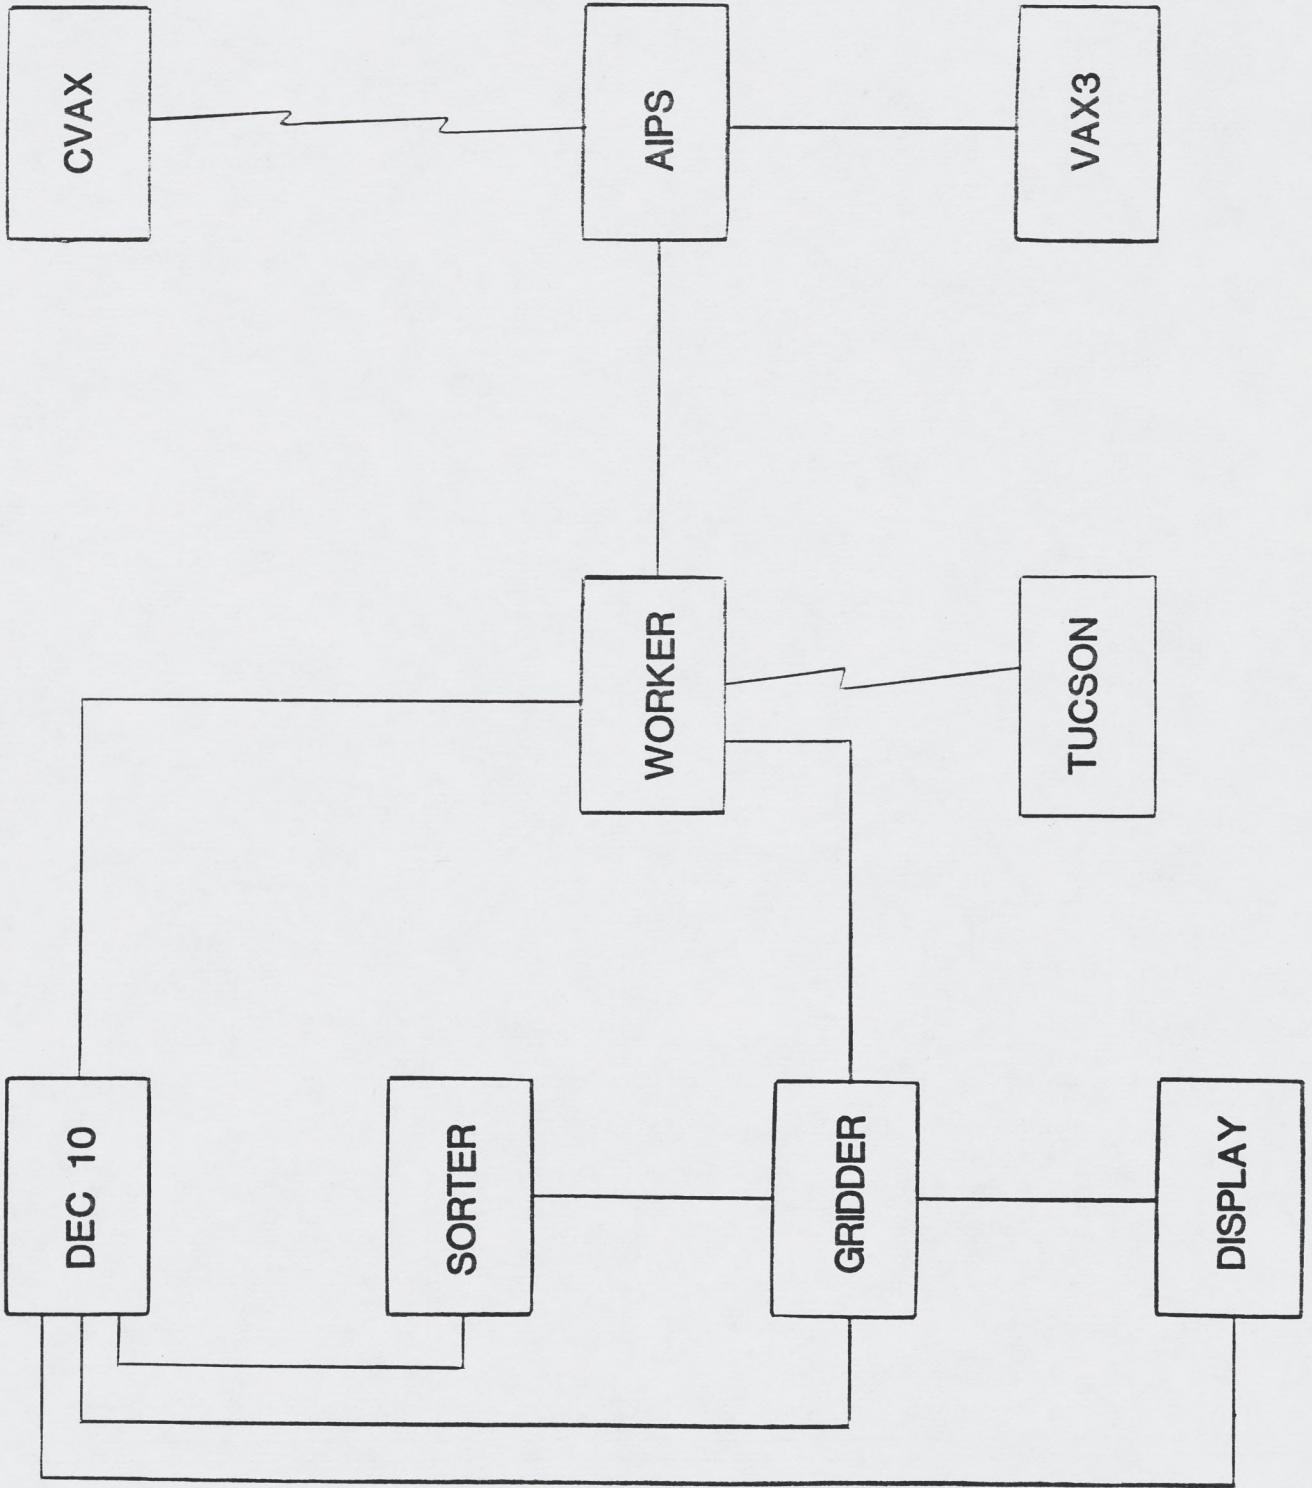 DEC 10
SORTER
GRIDDER
DISPLAY
WORKER
TUCSON
CVAX
AIPS
VAX3